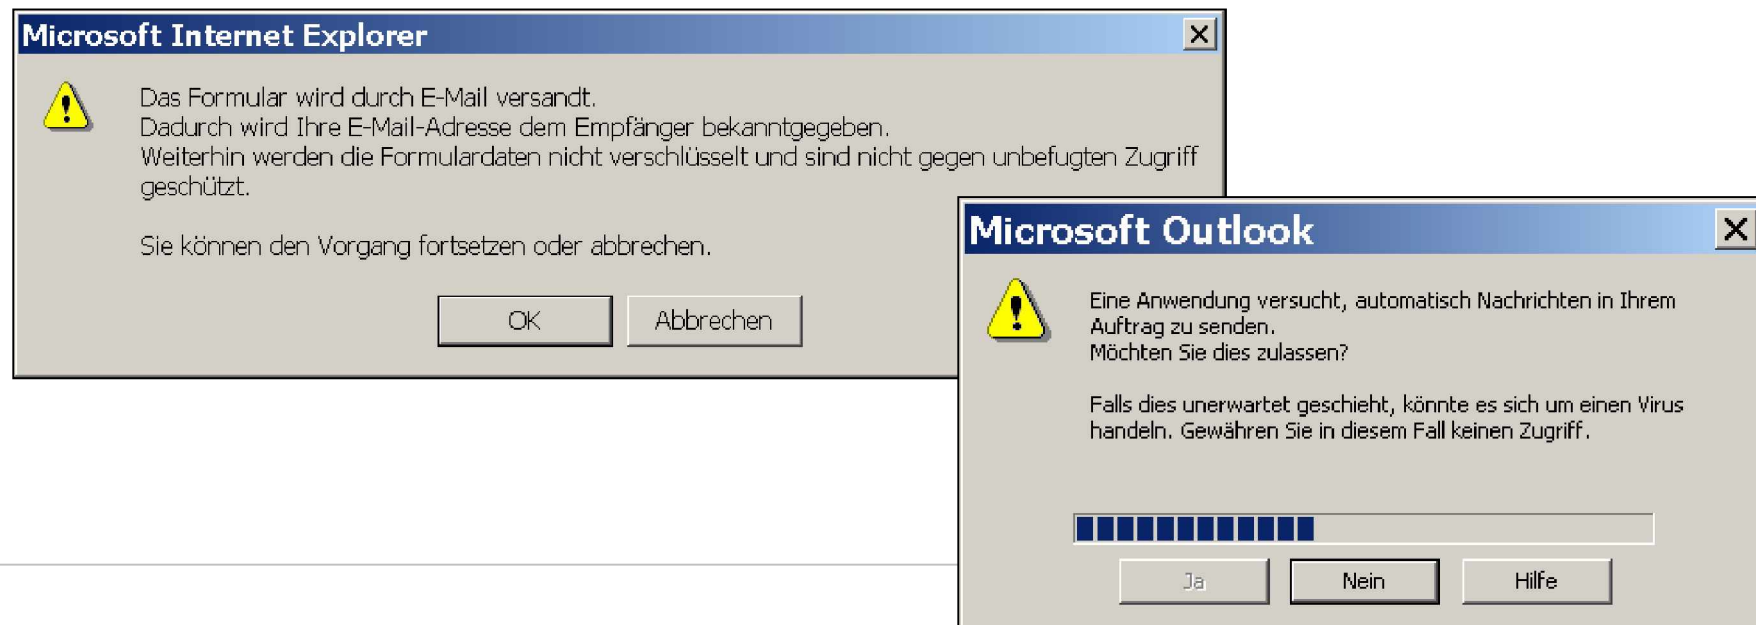 Microsoft Internet Explorer
Das Formular wird durch E-Mail versandt.
Dadurch wird Ihre E-Mail-Adresse dem Empfänger bekanntgegeben.
Weiterhin werden die Formulardaten nicht verschlüsselt und sind nicht gegen unbefugten Zugriff
geschützt.
Sie können den Vorgang fortsetzen oder abbrechen.
OK Abbrechen
Microsoft Outlook
Eine Anwendung versucht, automatisch Nachrichten in Ihrem
Auftrag zu senden.
Möchten Sie dies zulassen?
Falls dies unerwartet geschieht, könnte es sich um einen Virus
handeln. Gewähren Sie in diesem Fall keinen Zugriff.
Ja Nein Hilfe